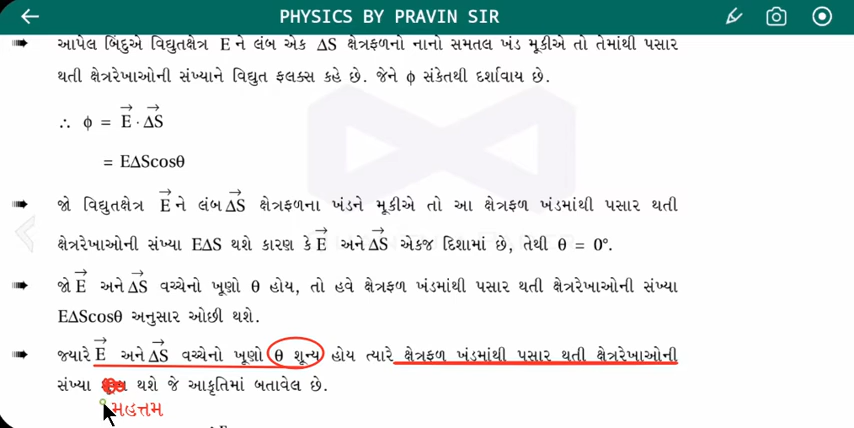 PHYSICS BY PRAVIN SIR
આપેલ બિંદુએ વિદ્યુતક્ષેત્ર E ને લંબ એક ΔS ક્ષેત્રફળનો નાનો સમતલ ખંડ મૂકીએ તો તેમાંથી પસાર
થતી ક્ષેત્રરેખાઓની સંખ્યાને વિદ્યુત ફલક્સ કહે છે. જેને ϕ સંકેતથી દર્શાવાય છે.
∴ ϕ = E⃗ · ΔS⃗
= EΔScosθ
જો વિદ્યુતક્ષેત્ર E⃗ ને લંબ ΔS⃗ ક્ષેત્રફળના ખંડને મૂકીએ તો આ ક્ષેત્રફળ ખંડમાંથી પસાર થતી
ક્ષેત્રરેખાઓની સંખ્યા EΔS થશે કારણ કે E⃗ અને ΔS⃗ એકજ દિશામાં છે, તેથી θ = 0°.
જો E⃗ અને ΔS⃗ વચ્ચેનો ખૂણો θ હોય, તો હવે ક્ષેત્રફળ ખંડમાંથી પસાર થતી ક્ષેત્રરેખાઓની સંખ્યા
EΔScosθ અનુસાર ઓછી થશે.
જ્યારે E⃗ અને ΔS⃗ વચ્ચેનો ખૂણો θ શૂન્ય હોય ત્યારે ક્ષેત્રફળ ખંડમાંથી પસાર થતી ક્ષેત્રરેખાઓની
સંખ્યા થશે જે આકૃતિમાં બતાવેલ છે.
મહત્તમ